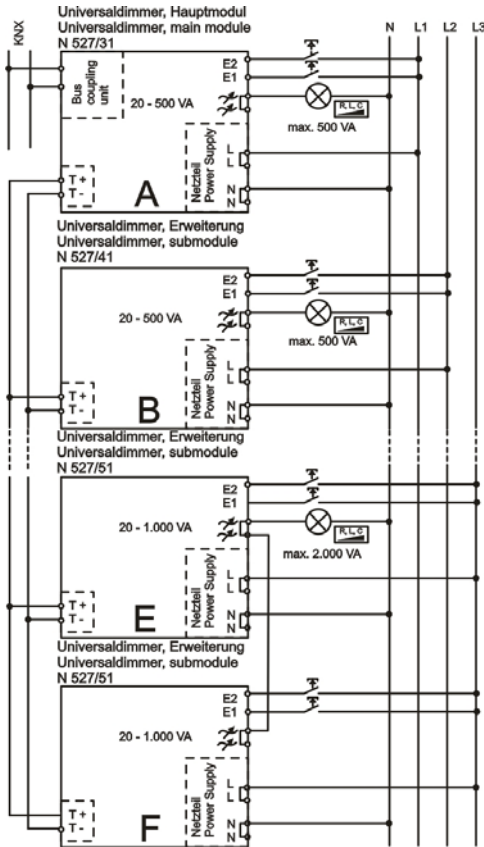 KNX
Universaldimmer, Hauptmodul
Universaldimmer, main module
N 527/31
N
L1
L2
L3
Bus coupling unit
20 - 500 VA
E2
E1
R, L, C
max. 500 VA
Netzteil
Power Supply
L
L
N
N
T +
T -
A
Universaldimmer, Erweiterung
Universaldimmer, submodule
N 527/41
E2
E1
20 - 500 VA
R, L, C
max. 500 VA
Netzteil
Power Supply
L
L
N
N
T +
T -
B
Universaldimmer, Erweiterung
Universaldimmer, submodule
N 527/51
E2
E1
20 - 1.000 VA
R, L, C
max. 2.000 VA
Netzteil
Power Supply
L
L
N
N
T +
T -
E
Universaldimmer, Erweiterung
Universaldimmer, submodule
N 527/51
E2
E1
20 - 1.000 VA
Netzteil
Power Supply
L
L
N
N
T +
T -
F